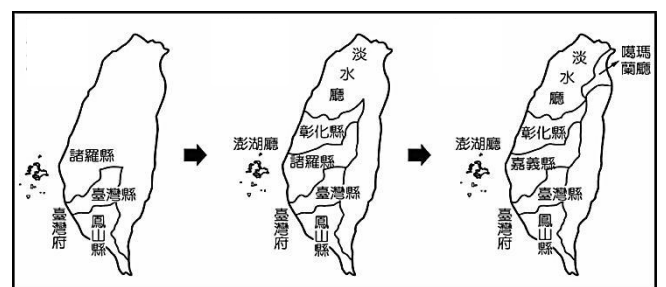 諸羅縣
臺灣縣
鳳山縣
臺灣府
淡水廳
彰化縣
澎湖廳
諸羅縣
臺灣縣
鳳山縣
臺灣府
噶瑪蘭廳
淡水廳
彰化縣
澎湖廳
嘉義縣
臺灣縣
鳳山縣
臺灣府